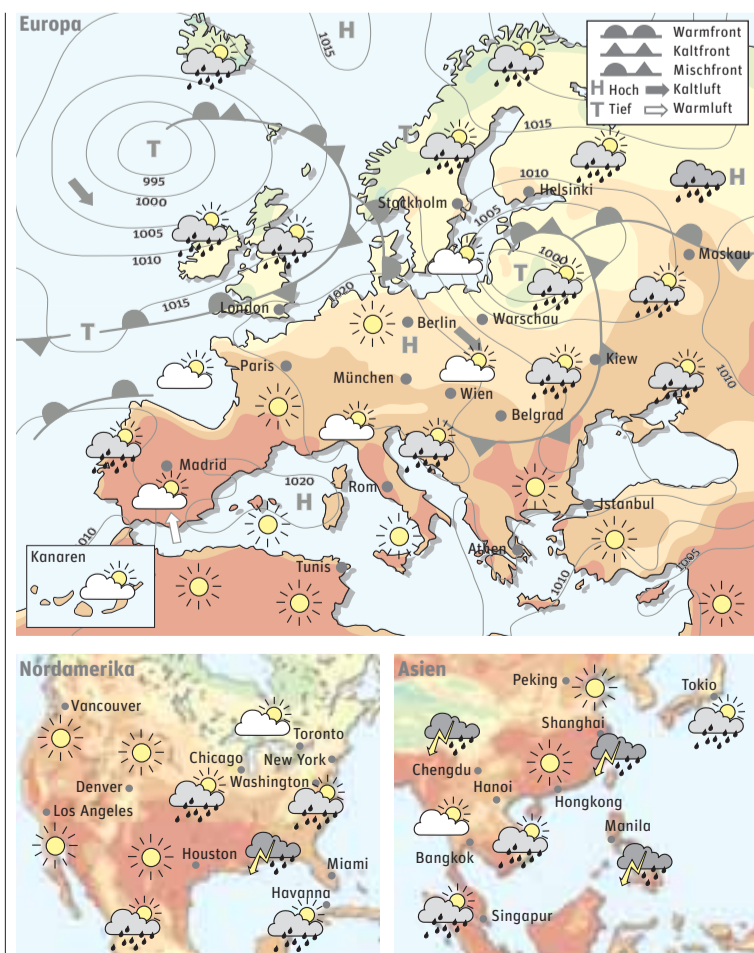 Europa
Warmfront
Kaltfront
Mischfront
H Hoch Kaltluft
T Tief Warmluft
H
1015
T
995
1000
1005
1010
1015
T
1015
H
1010
Helsinki
Stockholm
1005
1000
T
Moskau
1015
T
London
1020
Berlin
Warschau
H
Paris
München
Kiew
Wien
Belgrad
1010
Madrid
1020
H
Rom
Istanbul
Athen
1010
1005
1010
Kanaren
Tunis
Nordamerika
Vancouver
Toronto
Chicago
New York
Denver
Washington
Los Angeles
Houston
Miami
Havanna
Asien
Peking
Tokio
Shanghai
Chengdu
Hanoi
Hongkong
Manila
Bangkok
Singapur